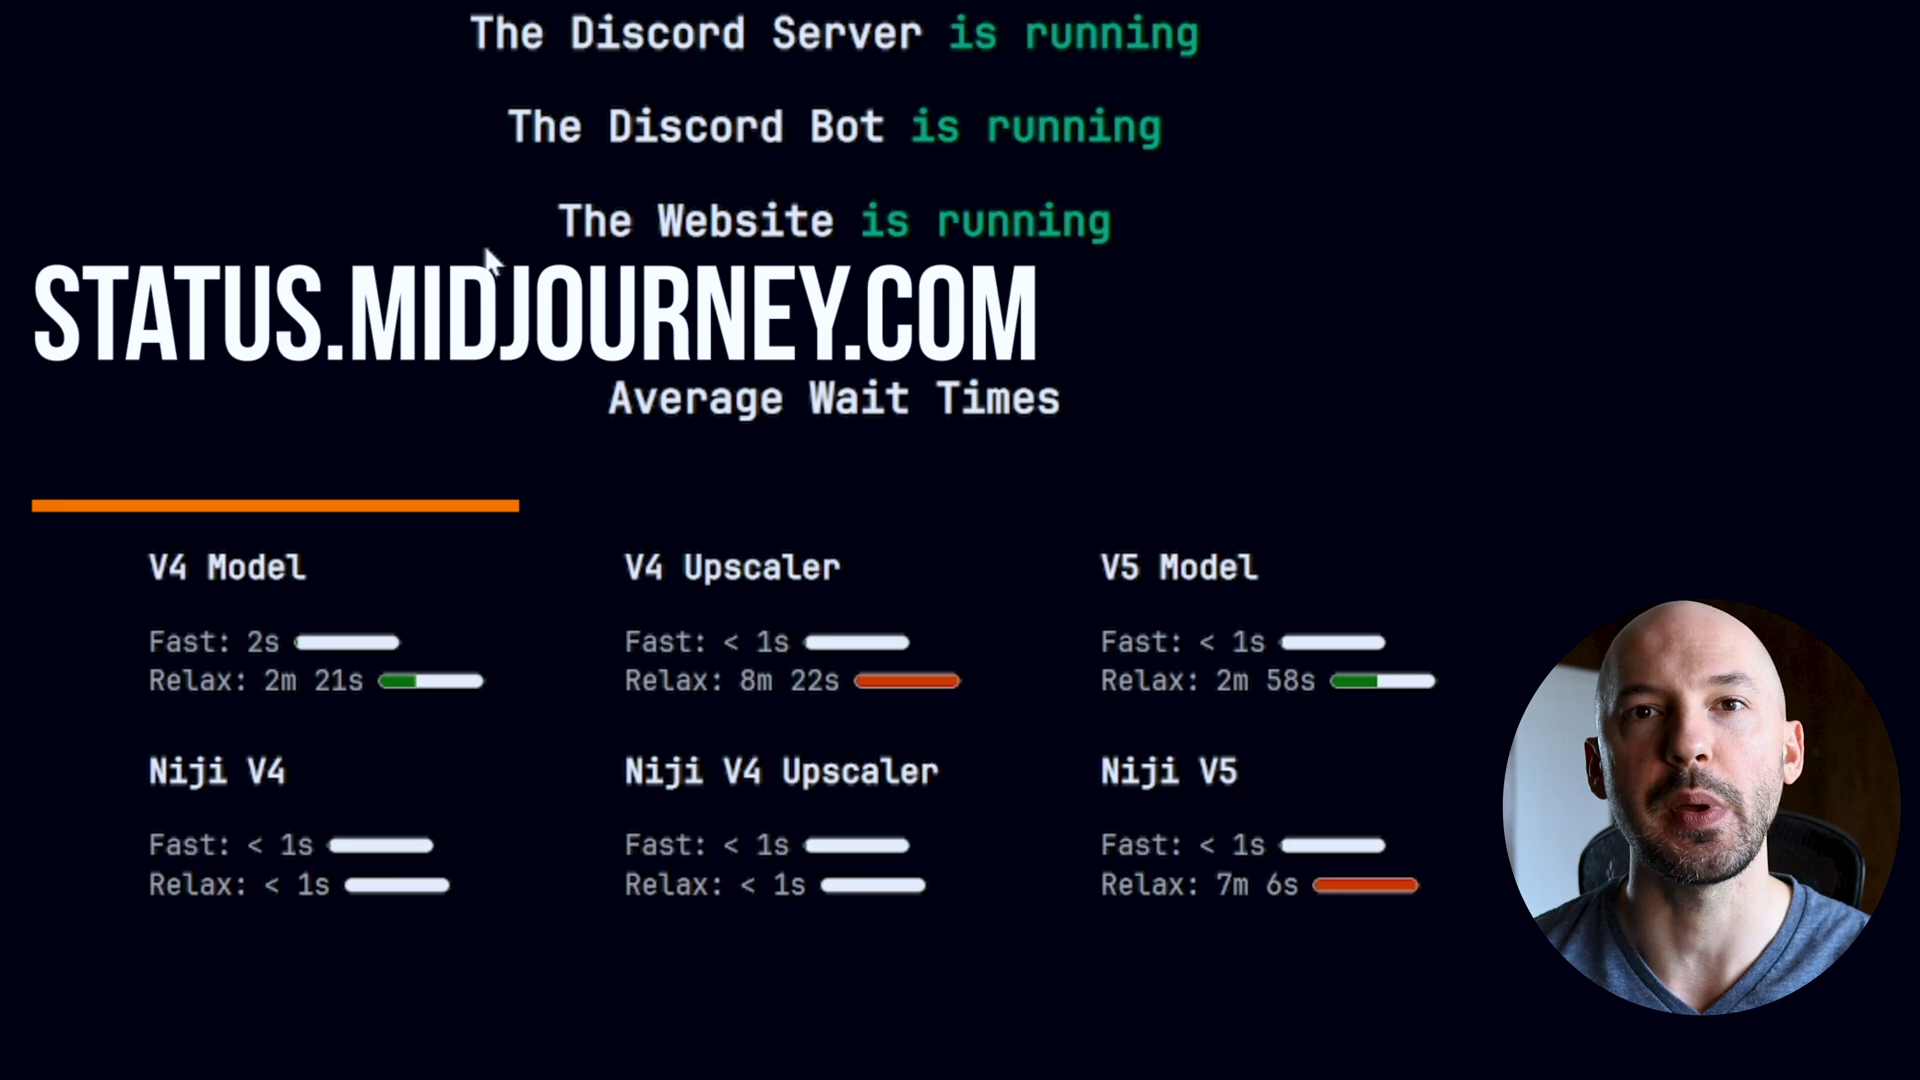 The Discord Server is running
The Discord Bot is running
The Website is running
STATUS.MIDJOURNEY.COM
Average Wait Times
V4 Model
Fast: 2s
Relax: 2m 21s
V4 Upscaler
Fast: < 1s
Relax: 8m 22s
V5 Model
Fast: < 1s
Relax: 2m 58s
Niji V4
Fast: < 1s
Relax: < 1s
Niji V4 Upscaler
Fast: < 1s
Relax: < 1s
Niji V5
Fast: < 1s
Relax: 7m 6s